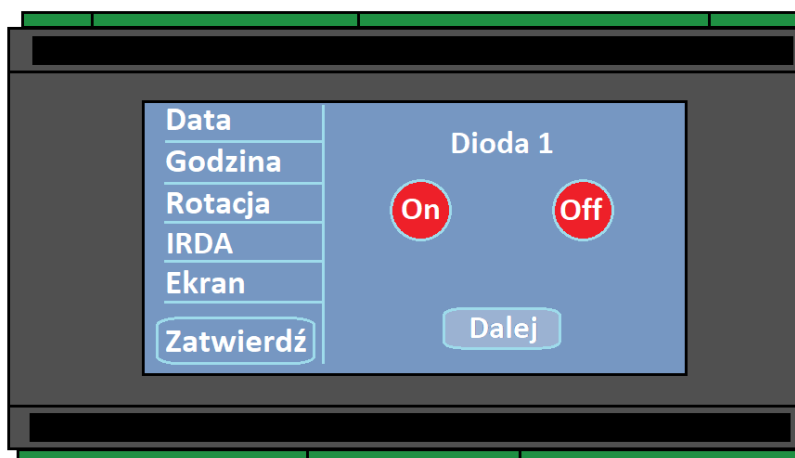 Data
Godzina
Rotacja
IRDA
Ekran
Zatwierdź
Dioda 1
On Off
Dalej